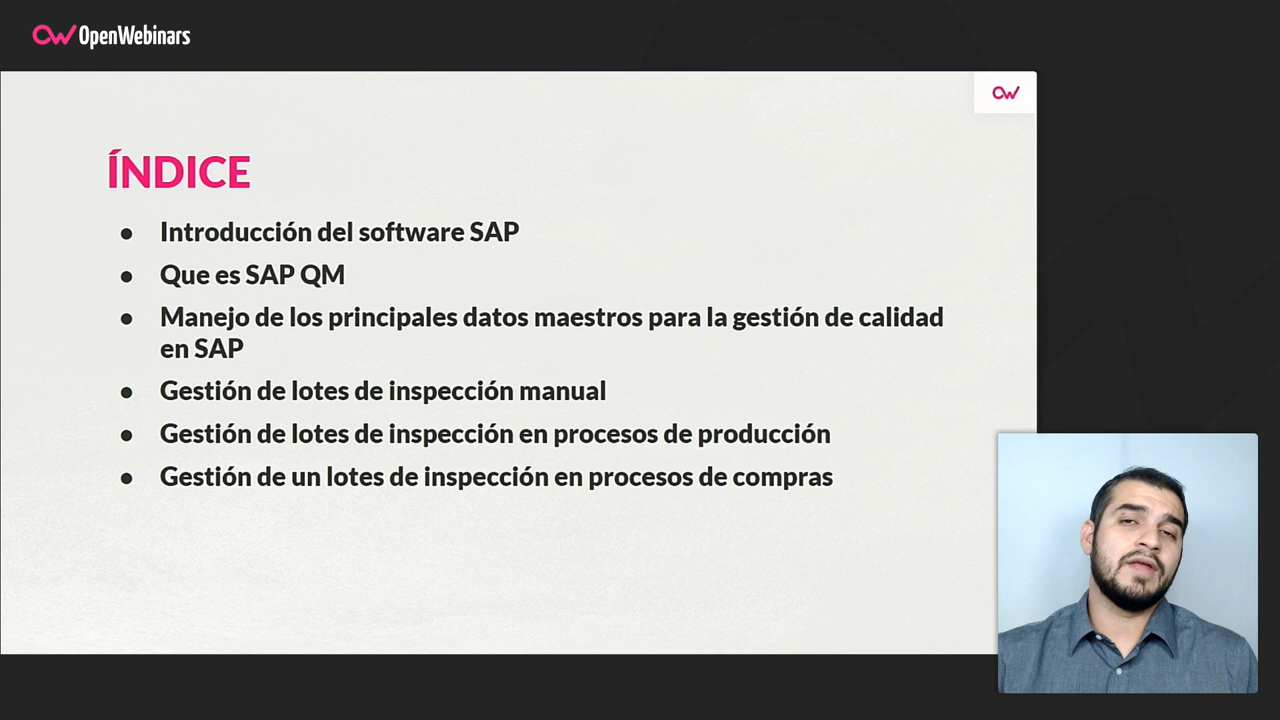 OpenWebinars
ÍNDICE
● Introducción del software SAP
● Que es SAP QM
● Manejo de los principales datos maestros para la gestión de calidad
en SAP
● Gestión de lotes de inspección manual
● Gestión de lotes de inspección en procesos de producción
● Gestión de un lotes de inspección en procesos de compras